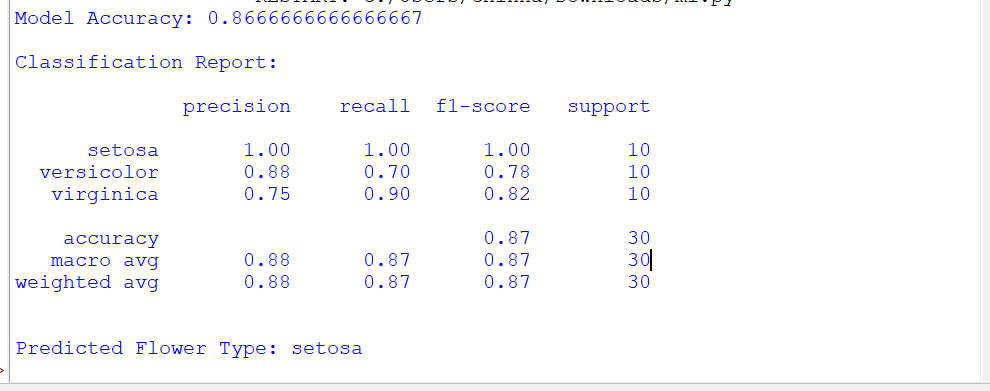 Model Accuracy: 0.8666666666666667
Classification Report:
precision recall f1-score support
setosa 1.00 1.00 1.00 10
versicolor 0.88 0.70 0.78 10
virginica 0.75 0.90 0.82 10
accuracy 0.87 30
macro avg 0.88 0.87 0.87 30
weighted avg 0.88 0.87 0.87 30
Predicted Flower Type: setosa
>